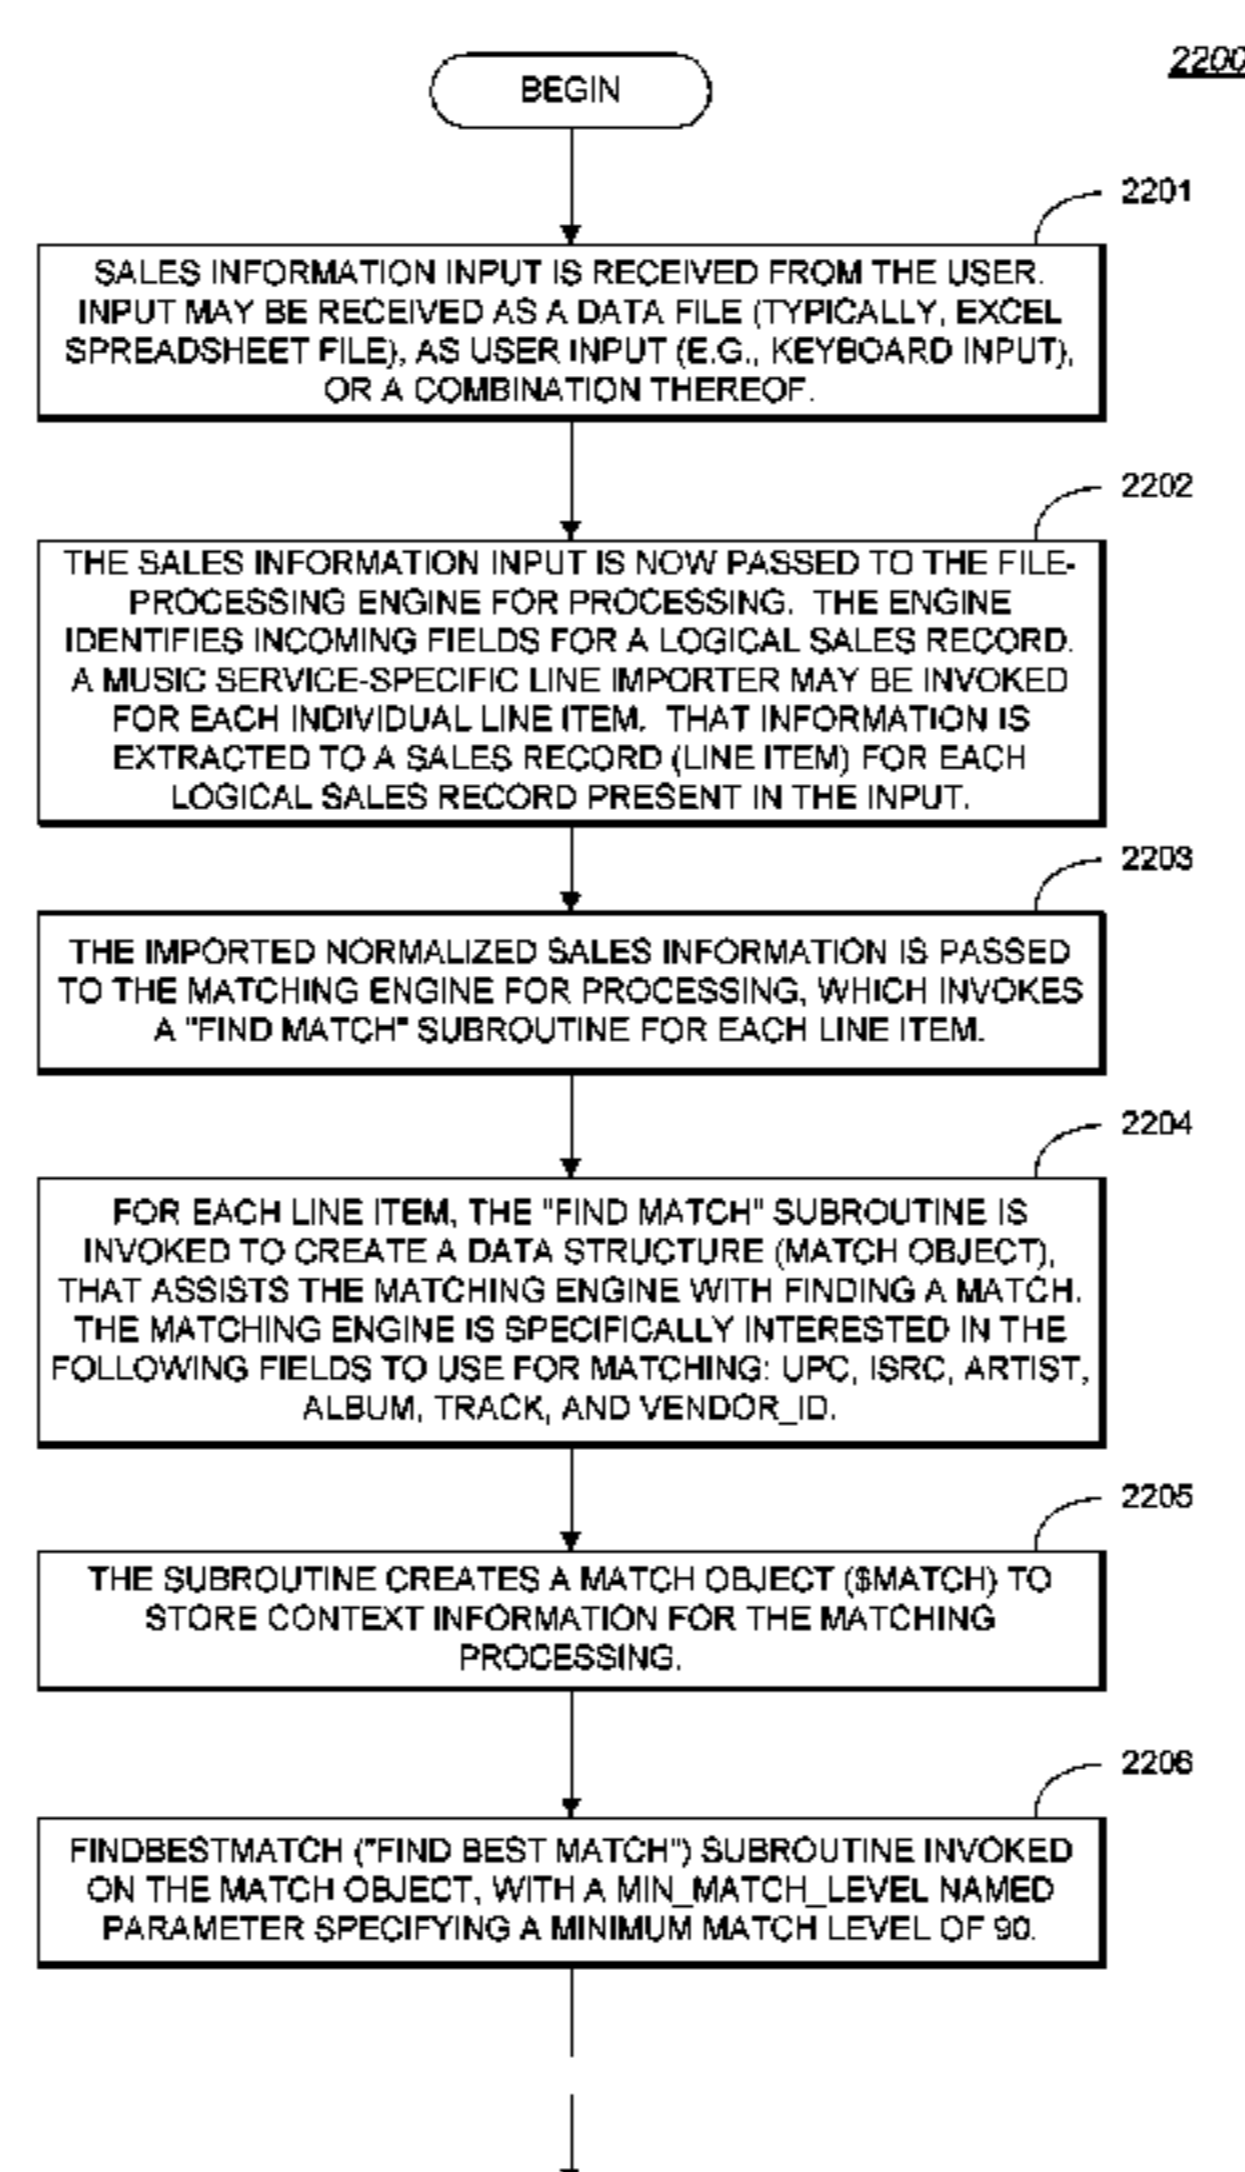 2200
BEGIN
2201
SALES INFORMATION INPUT IS RECEIVED FROM THE USER.
INPUT MAY BE RECEIVED AS A DATA FILE (TYPICALLY, EXCEL
SPREADSHEET FILE), AS USER INPUT (E.G., KEYBOARD INPUT),
OR A COMBINATION THEREOF.
2202
THE SALES INFORMATION INPUT IS NOW PASSED TO THE FILE-
PROCESSING ENGINE FOR PROCESSING. THE ENGINE
IDENTIFIES INCOMING FIELDS FOR A LOGICAL SALES RECORD.
A MUSIC SERVICE-SPECIFIC LINE IMPORTER MAY BE INVOKED
FOR EACH INDIVIDUAL LINE ITEM. THAT INFORMATION IS
EXTRACTED TO A SALES RECORD (LINE ITEM) FOR EACH
LOGICAL SALES RECORD PRESENT IN THE INPUT.
2203
THE IMPORTED NORMALIZED SALES INFORMATION IS PASSED
TO THE MATCHING ENGINE FOR PROCESSING, WHICH INVOKES
A "FIND MATCH" SUBROUTINE FOR EACH LINE ITEM.
2204
FOR EACH LINE ITEM, THE "FIND MATCH" SUBROUTINE IS
INVOKED TO CREATE A DATA STRUCTURE (MATCH OBJECT),
THAT ASSISTS THE MATCHING ENGINE WITH FINDING A MATCH.
THE MATCHING ENGINE IS SPECIFICALLY INTERESTED IN THE
FOLLOWING FIELDS TO USE FOR MATCHING: UPC, ISRC, ARTIST,
ALBUM, TRACK, AND VENDOR_ID.
2205
THE SUBROUTINE CREATES A MATCH OBJECT ($MATCH) TO
STORE CONTEXT INFORMATION FOR THE MATCHING
PROCESSING.
2206
FINDBESTMATCH ("FIND BEST MATCH") SUBROUTINE INVOKED
ON THE MATCH OBJECT, WITH A MIN_MATCH_LEVEL NAMED
PARAMETER SPECIFYING A MINIMUM MATCH LEVEL OF 90.